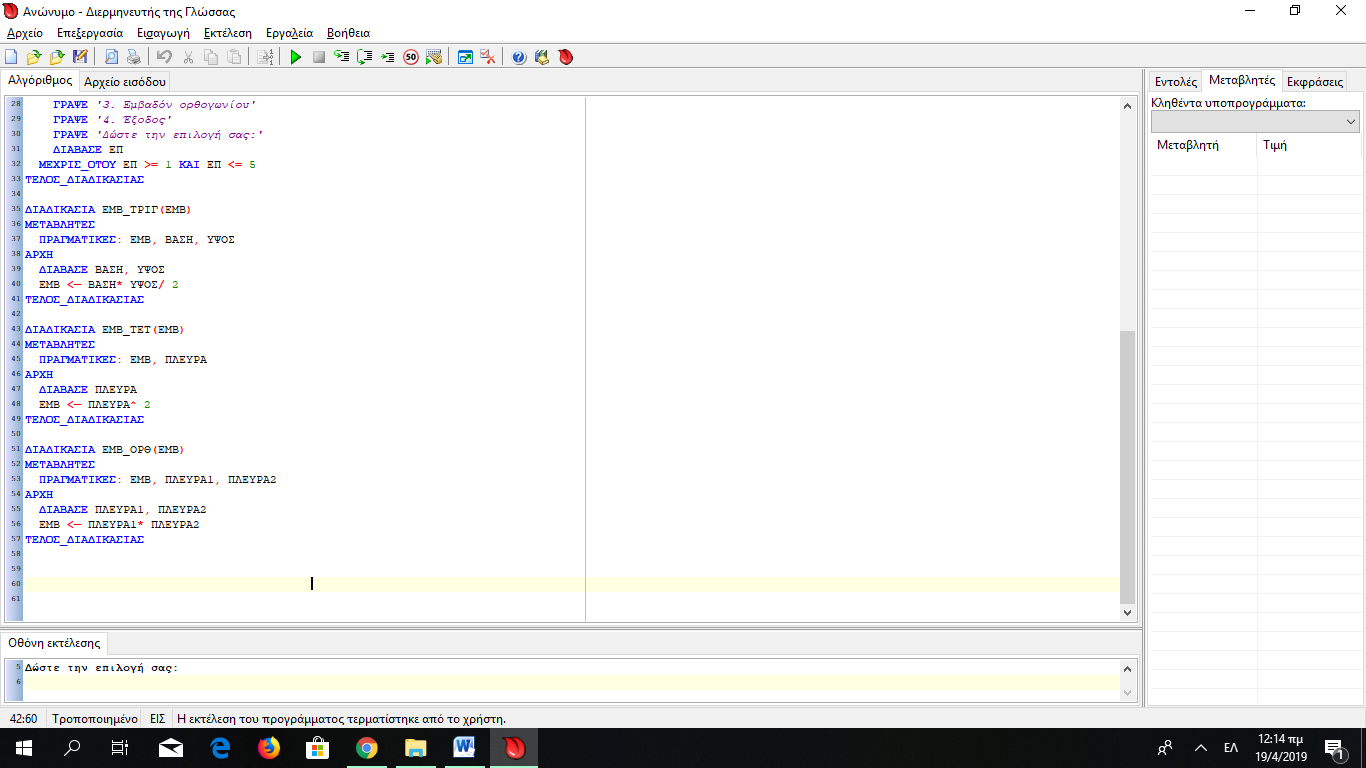 Ανώνυμο - Διερμηνευτής της Γλώσσας
Αρχείο Επεξεργασία Εισαγωγή Εκτέλεση Εργαλεία Βοήθεια
50
Αλγόριθμος Αρχείο εισόδου
28 ΓΡΑΨΕ '3. Εμβαδόν ορθογωνίου'
29 ΓΡΑΨΕ '4. Έξοδος'
30 ΓΡΑΨΕ 'Δώστε την επιλογή σας:'
31 ΔΙΑΒΑΣΕ ΕΠ
32 ΜΕΧΡΙΣ_ΟΤΟΥ ΕΠ >= 1 ΚΑΙ ΕΠ <= 5
33 ΤΕΛΟΣ_ΔΙΑΔΙΚΑΣΙΑΣ
34
35 ΔΙΑΔΙΚΑΣΙΑ ΕΜΒ_ΤΡΙΓ(ΕΜΒ)
36 ΜΕΤΑΒΛΗΤΕΣ
37 ΠΡΑΓΜΑΤΙΚΕΣ: ΕΜΒ, ΒΑΣΗ, ΥΨΟΣ
38 ΑΡΧΗ
39 ΔΙΑΒΑΣΕ ΒΑΣΗ, ΥΨΟΣ
40 ΕΜΒ <— ΒΑΣΗ* ΥΨΟΣ/ 2
41 ΤΕΛΟΣ_ΔΙΑΔΙΚΑΣΙΑΣ
42
43 ΔΙΑΔΙΚΑΣΙΑ ΕΜΒ_ΤΕΤ(ΕΜΒ)
44 ΜΕΤΑΒΛΗΤΕΣ
45 ΠΡΑΓΜΑΤΙΚΕΣ: ΕΜΒ, ΠΛΕΥΡΑ
46 ΑΡΧΗ
47 ΔΙΑΒΑΣΕ ΠΛΕΥΡΑ
48 ΕΜΒ <— ΠΛΕΥΡΑ^ 2
49 ΤΕΛΟΣ_ΔΙΑΔΙΚΑΣΙΑΣ
50
51 ΔΙΑΔΙΚΑΣΙΑ ΕΜΒ_ΟΡΘ(ΕΜΒ)
52 ΜΕΤΑΒΛΗΤΕΣ
53 ΠΡΑΓΜΑΤΙΚΕΣ: ΕΜΒ, ΠΛΕΥΡΑ1, ΠΛΕΥΡΑ2
54 ΑΡΧΗ
55 ΔΙΑΒΑΣΕ ΠΛΕΥΡΑ1, ΠΛΕΥΡΑ2
56 ΕΜΒ <— ΠΛΕΥΡΑ1* ΠΛΕΥΡΑ2
57 ΤΕΛΟΣ_ΔΙΑΔΙΚΑΣΙΑΣ
58
59
60
61
Εντολές Μεταβλητές Εκφράσεις
Κληθέντα υποπρογράμματα:
Μεταβλητή Τιμή
Οθόνη εκτέλεσης
5 Δώστε την επιλογή σας:
6
42:60 Τροποποιημένο ΕΙΣ Η εκτέλεση του προγράμματος τερματίστηκε από το χρήστη.
ΕΛ
12:14 πμ
19/4/2019
1